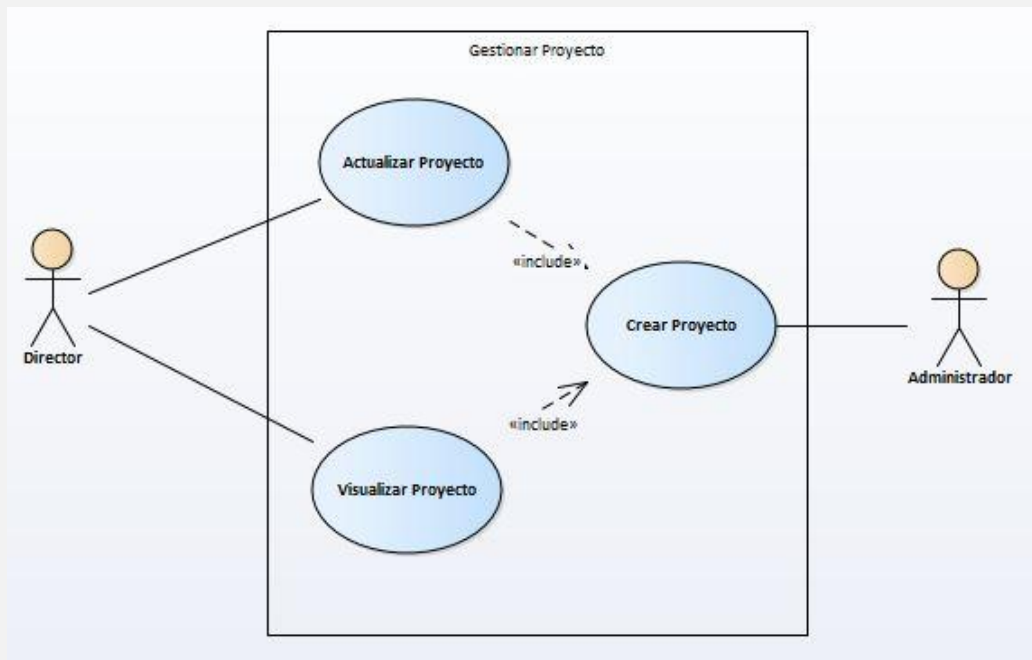 Gestionar Proyecto
Actualizar Proyecto
«include»
Director
Crear Proyecto
Administrador
«include»
Visualizar Proyecto